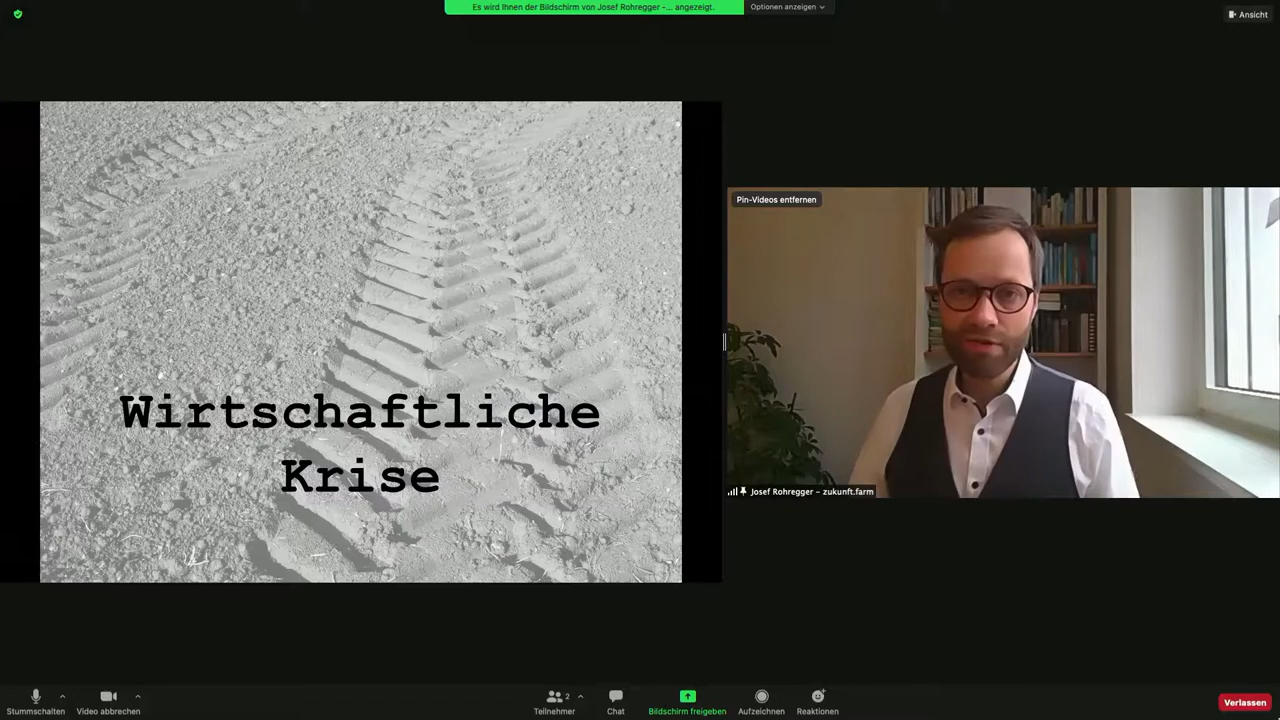 Es wird Ihnen der Bildschirm von Josef Rohregger -... angezeigt.
Optionen anzeigen
Ansicht
Wirtschaftliche
Krise
Pin-Videos entfernen
Josef Rohregger – zukunft.farm
Stummschalten
Video abbrechen
2
Teilnehmer
Chat
Bildschirm freigeben
Aufzeichnen
Reaktionen
Verlassen